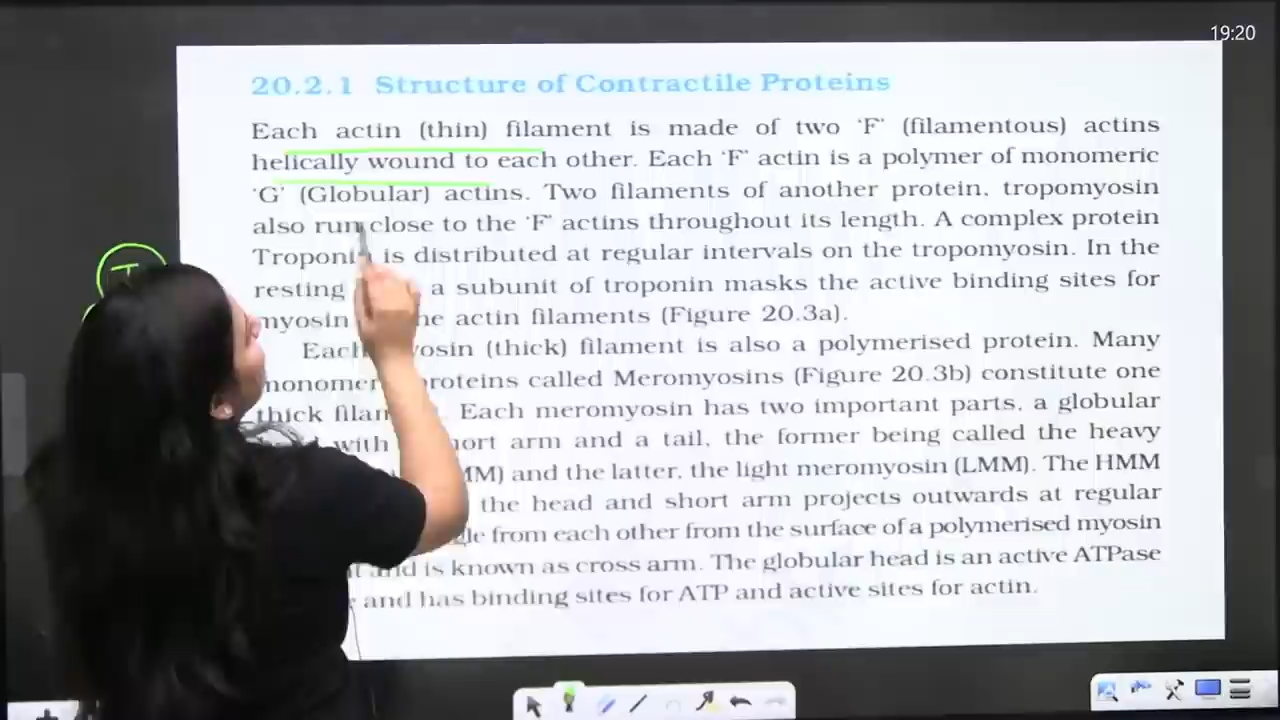 19:20
20.2.1 Structure of Contractile Proteins
Each actin (thin) filament is made of two 'F' (filamentous) actins
helically wound to each other. Each 'F' actin is a polymer of monomeric
'G' (Globular) actins. Two filaments of another protein, tropomyosin
also run close to the 'F' actins throughout its length. A complex protein
Troponin is distributed at regular intervals on the tropomyosin. In the
resting a subunit of troponin masks the active binding sites for
myosin actin filaments (Figure 20.3a).
Each (thick) filament is also a polymerised protein. Many
proteins called Meromyosins (Figure 20.3b) constitute one
thick Each meromyosin has two important parts, a globular
with arm and a tail, the former being called the heavy
and the latter, the light meromyosin (LMM). The HMM
the head and short arm projects outwards at regular
from each other from the surface of a polymerised myosin
and is known as cross arm. The globular head is an active ATPase
and has binding sites for ATP and active sites for actin.